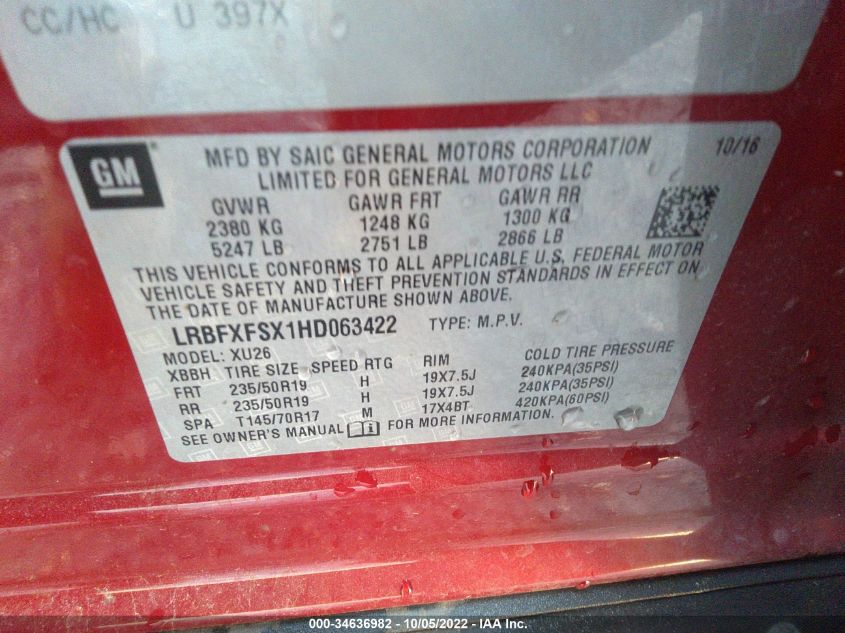 CC/HC U 397X
GM
MFD BY SAIC GENERAL MOTORS CORPORATION 10/16
LIMITED FOR GENERAL MOTORS LLC
GVWR GAWR FRT GAWR RR
2380 KG 1248 KG 1300 KG
5247 LB 2751 LB 2866 LB
THIS VEHICLE CONFORMS TO ALL APPLICABLE U.S. FEDERAL MOTOR
VEHICLE SAFETY AND THEFT PREVENTION STANDARDS IN EFFECT ON
THE DATE OF MANUFACTURE SHOWN ABOVE.
LRBFXFSX1HD063422 TYPE: M.P.V.
MODEL: XU26
XBBH TIRE SIZE SPEED RTG RIM COLD TIRE PRESSURE
FRT 235/50R19 H 19X7.5J 240KPA(35PSI)
RR 235/50R19 H 19X7.5J 240KPA(35PSI)
SPA T145/70R17 M 17X4BT 420KPA(60PSI)
SEE OWNER'S MANUAL FOR MORE INFORMATION.
000-34636982 - 10/05/2022 - IAA Inc.